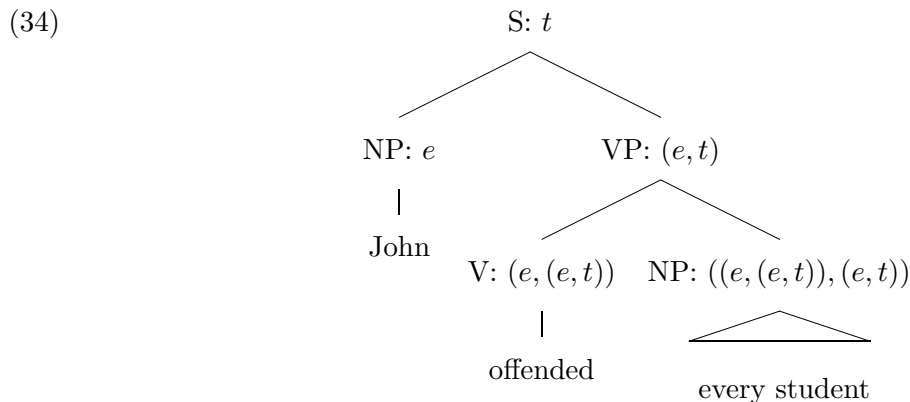 (34)
S: t
NP: e
VP: (e, t)
John
V: (e, (e, t))
NP: ((e, (e, t)), (e, t))
offended
every student